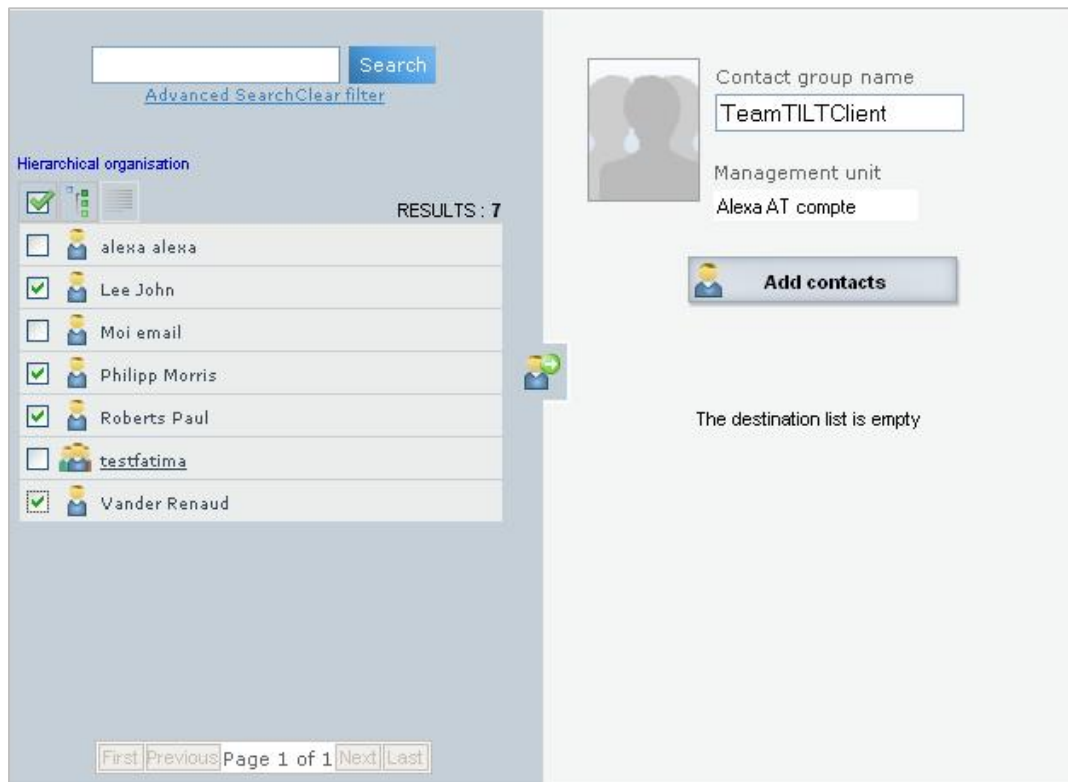 Search
Advanced SearchClear filter
Hierarchical organisation
RESULTS : 7
alexa alexa
Lee John
Moi email
Philipp Morris
Roberts Paul
testfatima
Vander Renaud
First Previous Page 1 of 1 Next Last
Contact group name
TeamTILTClient
Management unit
Alexa AT compte
Add contacts
The destination list is empty